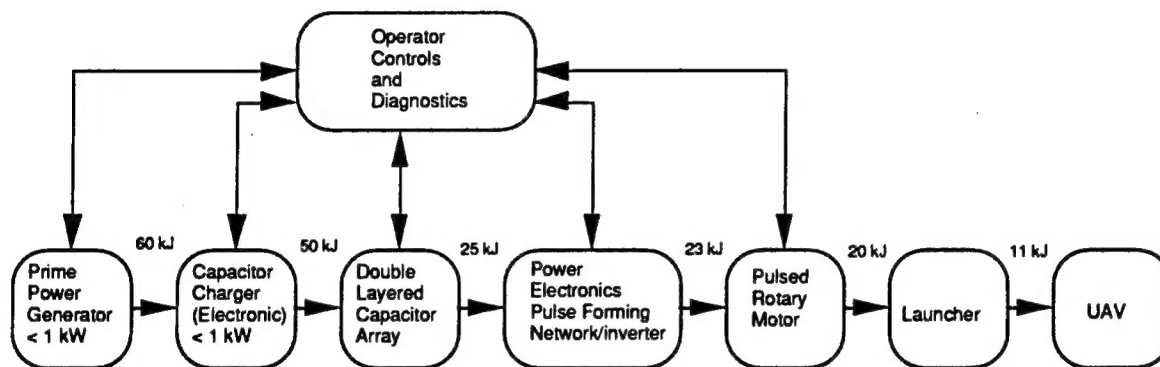 Operator
Controls
and
Diagnostics
60 kJ
50 kJ
25 kJ
23 kJ
20 kJ
11 kJ
Prime
Power
Generator
< 1 kW
Capacitor
Charger
(Electronic)
< 1 kW
Double
Layered
Capacitor
Array
Power
Electronics
Pulse Forming
Network/inverter
Pulsed
Rotary
Motor
Launcher
UAV